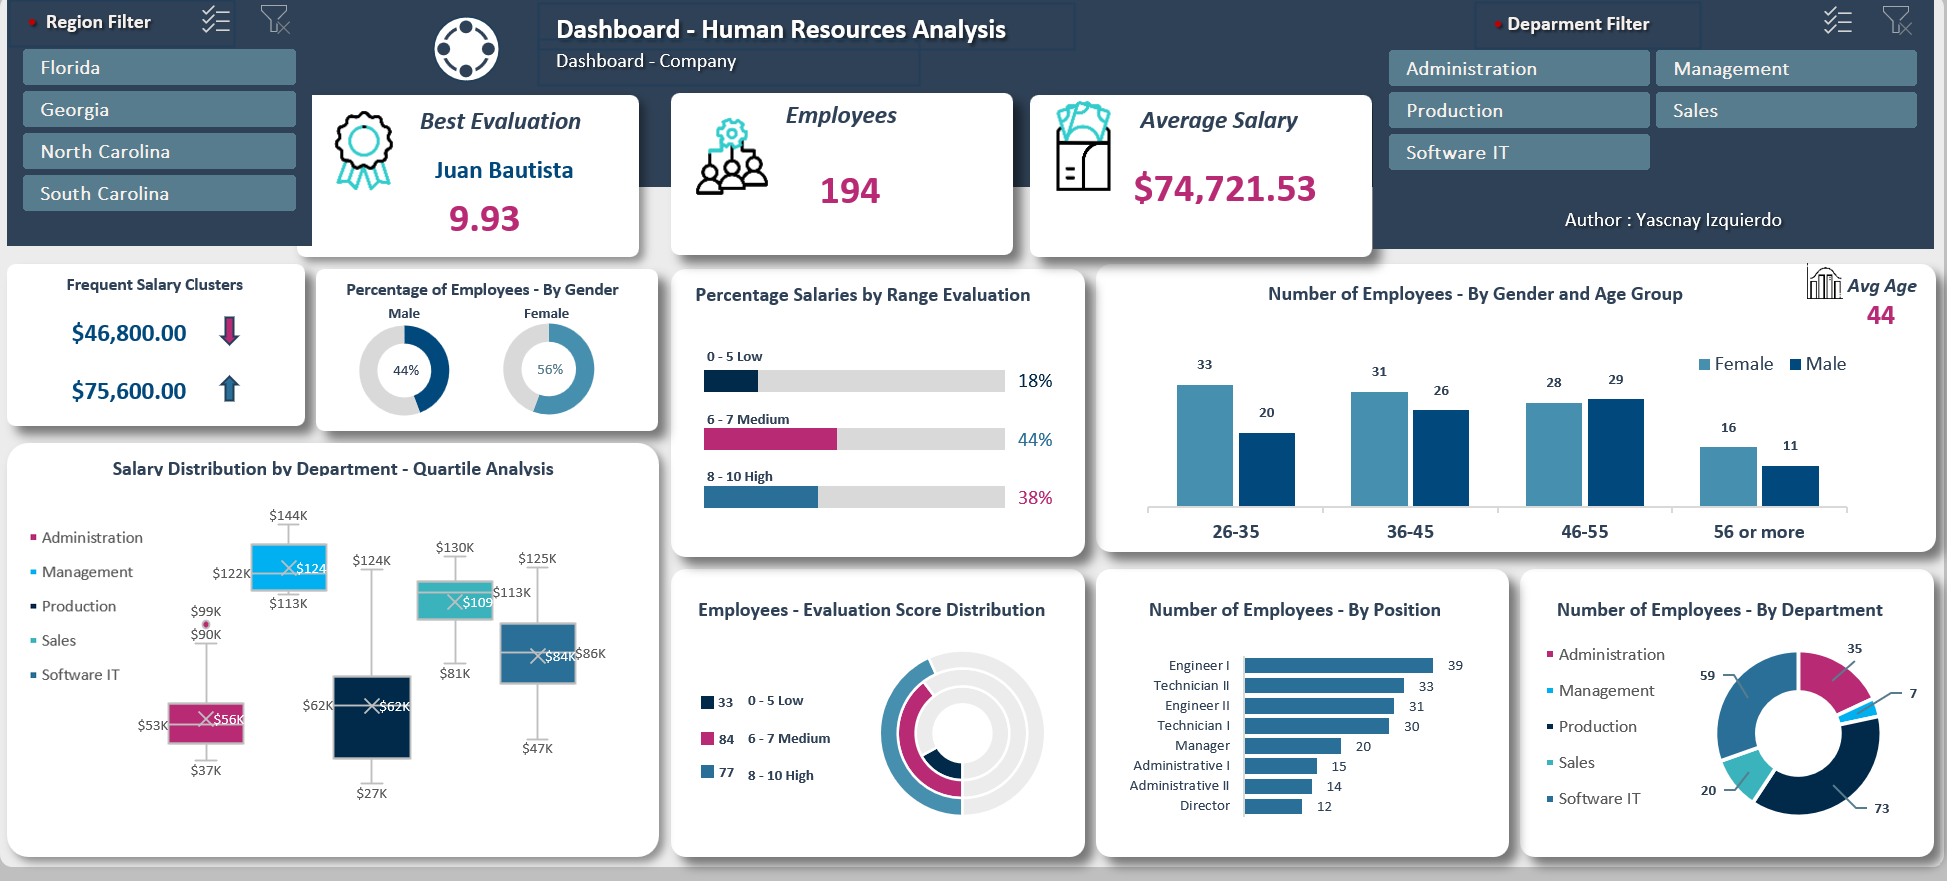 Region Filter
Florida
Georgia
North Carolina
South Carolina
Dashboard - Human Resources Analysis
Dashboard - Company
Deparment Filter
Administration
Management
Production
Sales
Software IT
Author : Yascnay Izquierdo
Best Evaluation
Juan Bautista
9.93
Employees
194
Average Salary
$74,721.53
Frequent Salary Clusters
$46,800.00
$75,600.00
Percentage of Employees - By Gender
Male
Female
44%
56%
Percentage Salaries by Range Evaluation
0 - 5 Low
18%
6 - 7 Medium
44%
8 - 10 High
38%
Number of Employees - By Gender and Age Group
Avg Age
44
Female
Male
33
20
31
26
28
29
16
11
26-35
36-45
46-55
56 or more
Salary Distribution by Department - Quartile Analysis
Administration
Management
Production
Sales
Software IT
$99K
$90K
$53K
$56K
$37K
$144K
$122K
$124
$113K
$124K
$62K
$62K
$27K
$130K
$113K
$109
$81K
$125K
$84K
$86K
$47K
Employees - Evaluation Score Distribution
33 0 - 5 Low
84 6 - 7 Medium
77 8 - 10 High
Number of Employees - By Position
Engineer I 39
Technician II 33
Engineer II 31
Technician I 30
Manager 20
Administrative I 15
Administrative II 14
Director 12
Number of Employees - By Department
Administration
Management
Production
Sales
Software IT
35
7
73
20
59